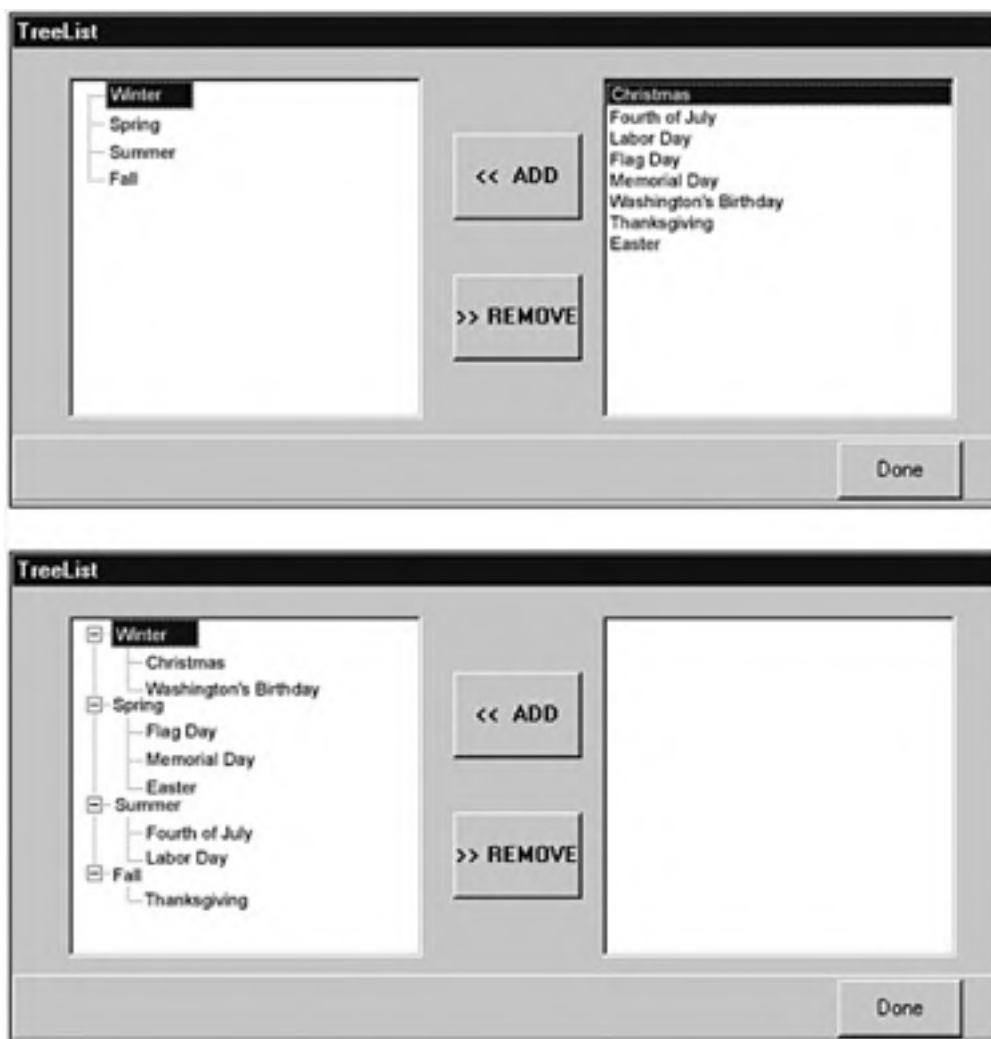 TreeList
Winter
Spring
Summer
Fall
<< ADD
>> REMOVE
Christmas
Fourth of July
Labor Day
Flag Day
Memorial Day
Washington's Birthday
Thanksgiving
Easter
Done
TreeList
Winter
Christmas
Washington's Birthday
Spring
Flag Day
Memorial Day
Easter
Summer
Fourth of July
Labor Day
Fall
Thanksgiving
<< ADD
>> REMOVE
Done